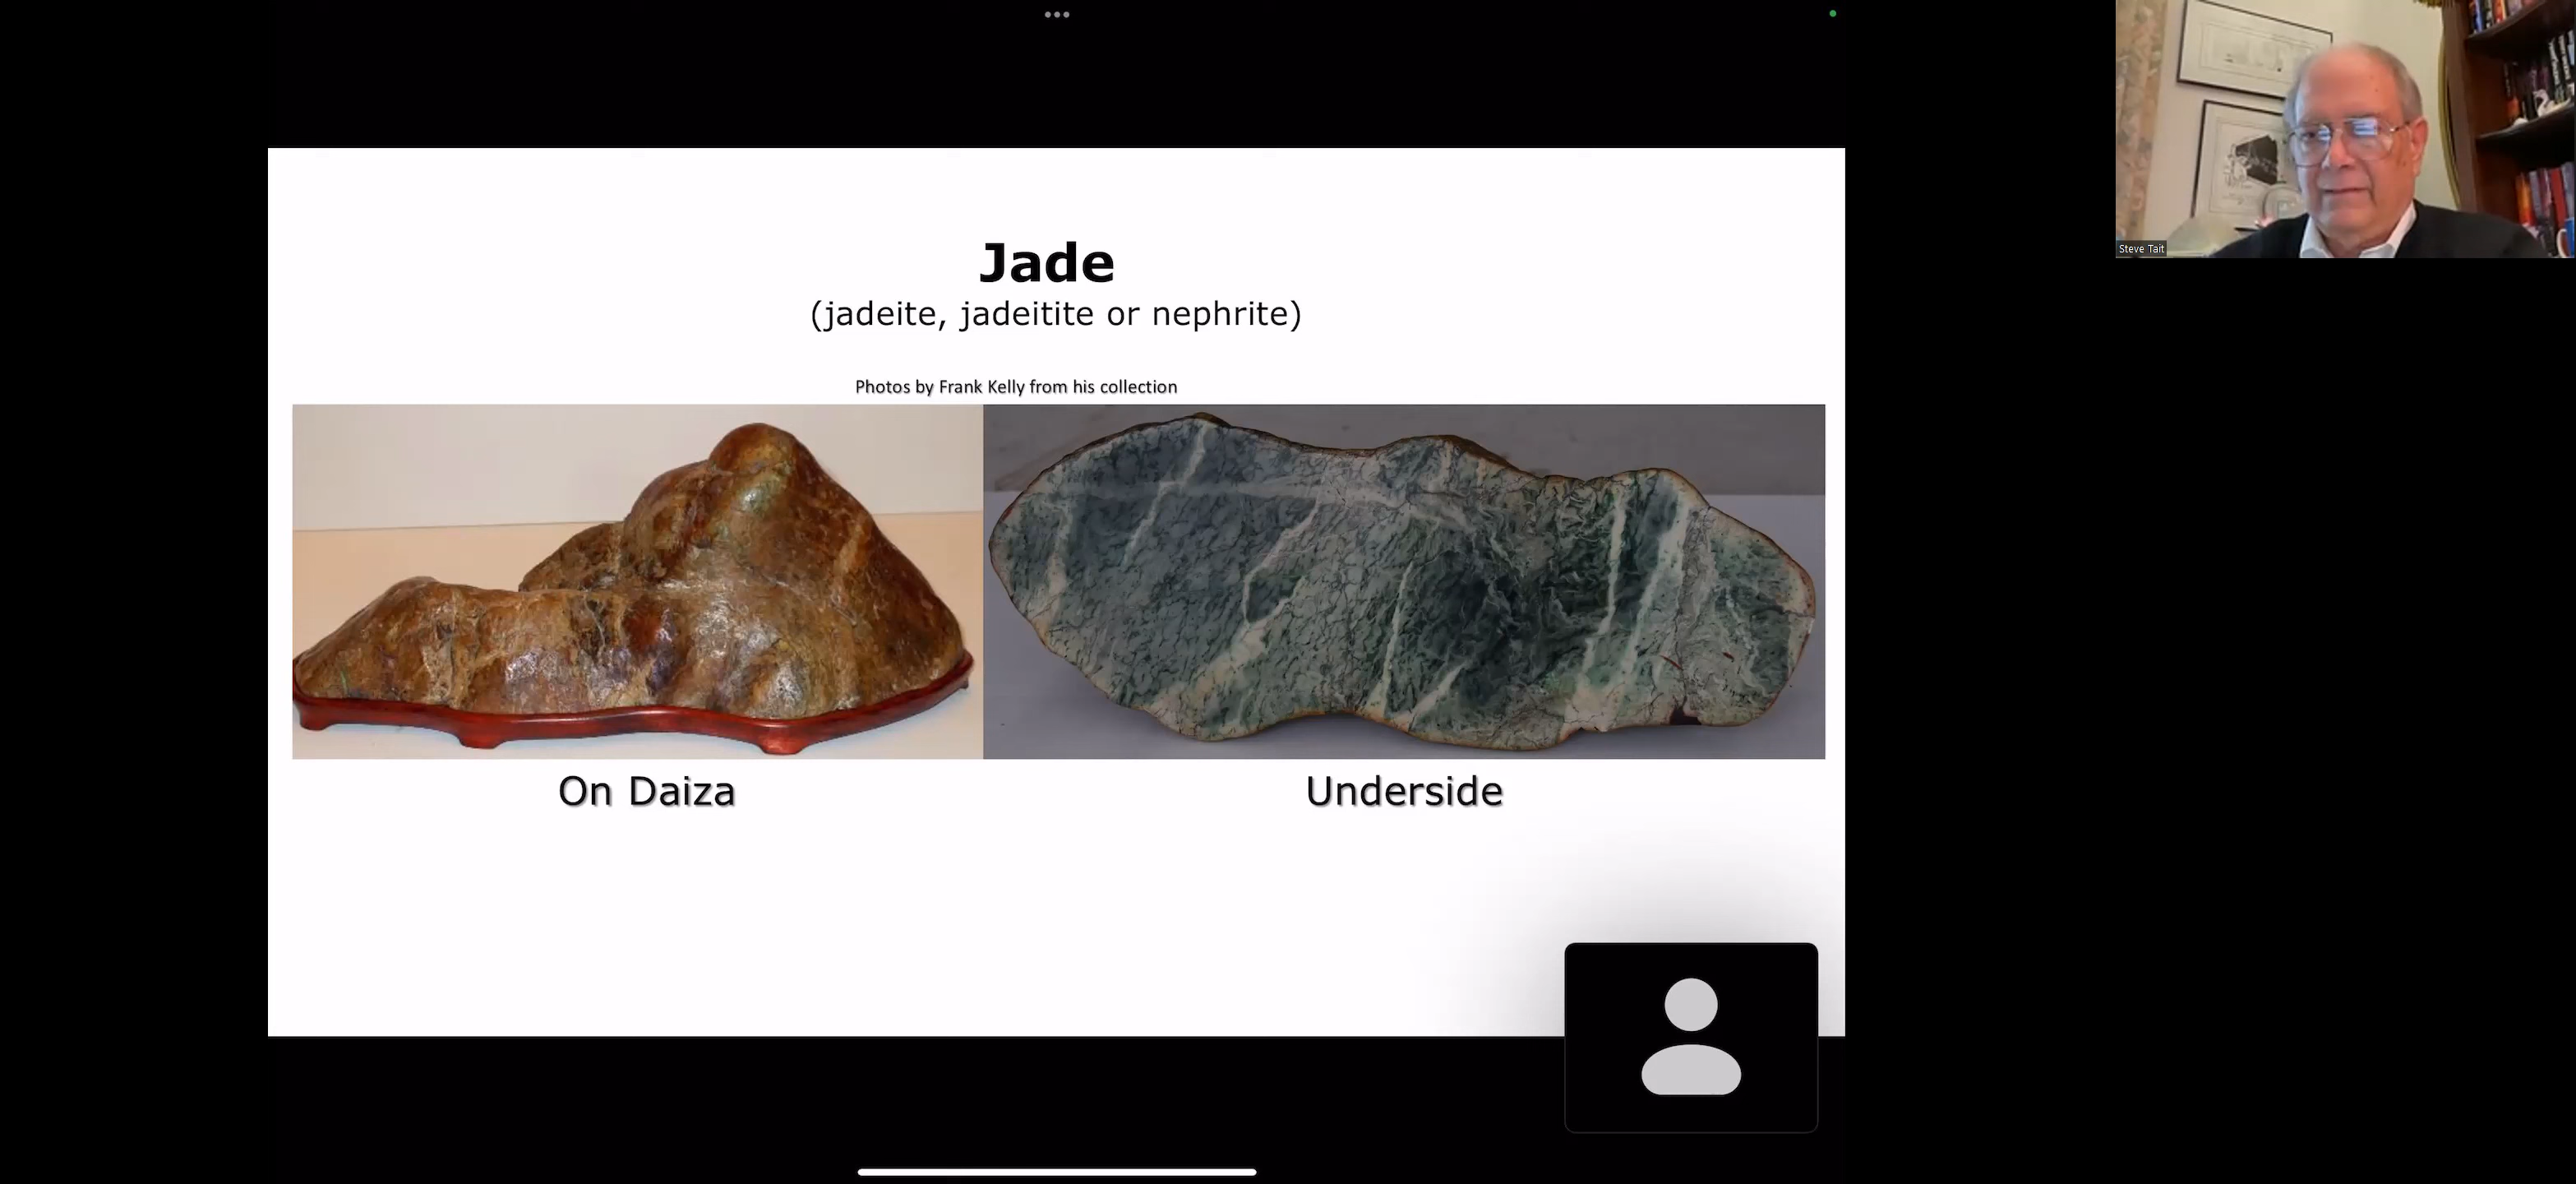 Jade
(jadeite, jadeitite or nephrite)
Photos by Frank Kelly from his collection
On Daiza
Underside
Steve Tait